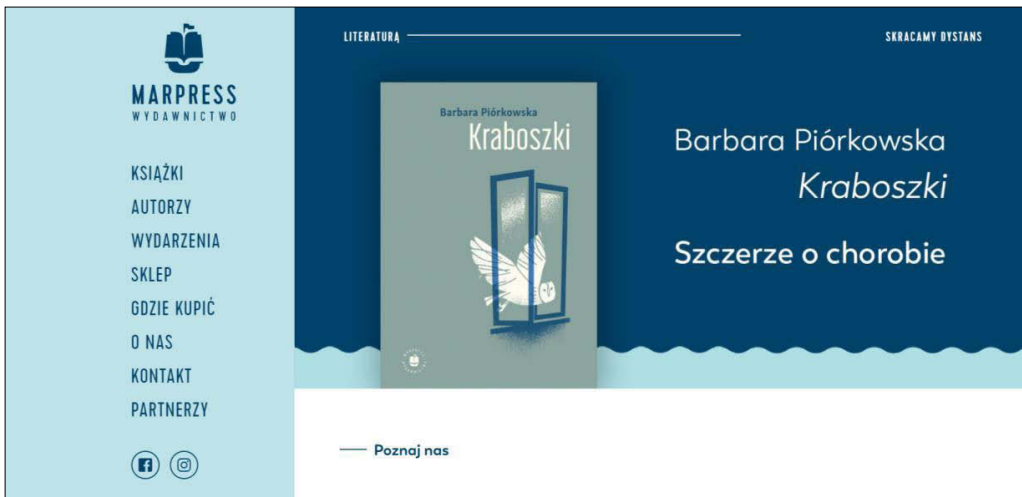 MARPRESS
WYDAWNICTWO
KSIĄŻKI
AUTORZY
WYDARZENIA
SKLEP
GDZIE KUPIĆ
O NAS
KONTAKT
PARTNERZY
LITERATURĄ
SKRACAMY DYSTANS
Barbara Piórkowska
Kraboszki
Barbara Piórkowska
Kraboszki
Szczerze o chorobie
Poznaj nas